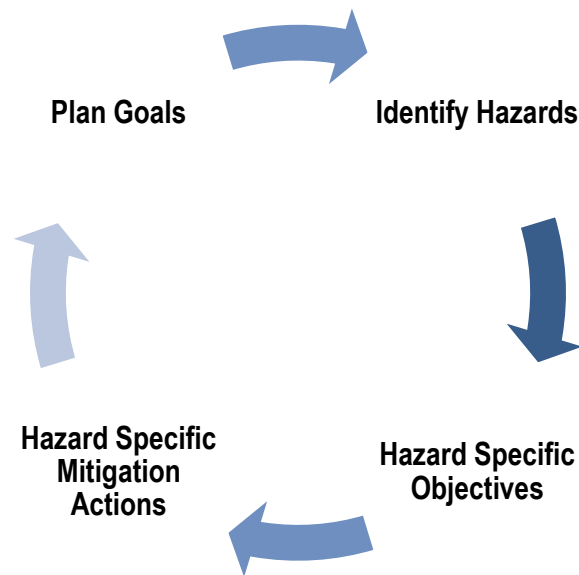 Plan Goals
Identify Hazards
Hazard Specific
Objectives
Hazard Specific
Mitigation
Actions